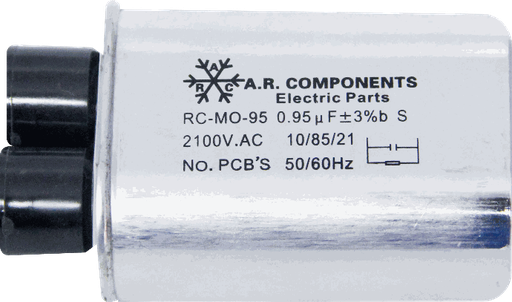 A
R C
A.R. COMPONENTS
Electric Parts
RC-MO-95 0.95µF±3%b S
2100V.AC 10/85/21
NO. PCB'S 50/60Hz